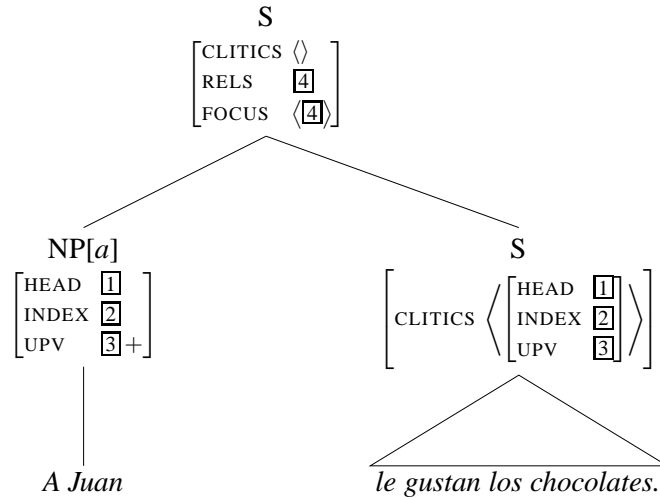 S
CLITICS ⟨⟩
RELS 4
FOCUS ⟨4⟩
NP[a] S
HEAD 1
INDEX 2
UPV 3 +
CLITICS ⟨ HEAD 1
INDEX 2
UPV 3 ⟩
A Juan le gustan los chocolates.